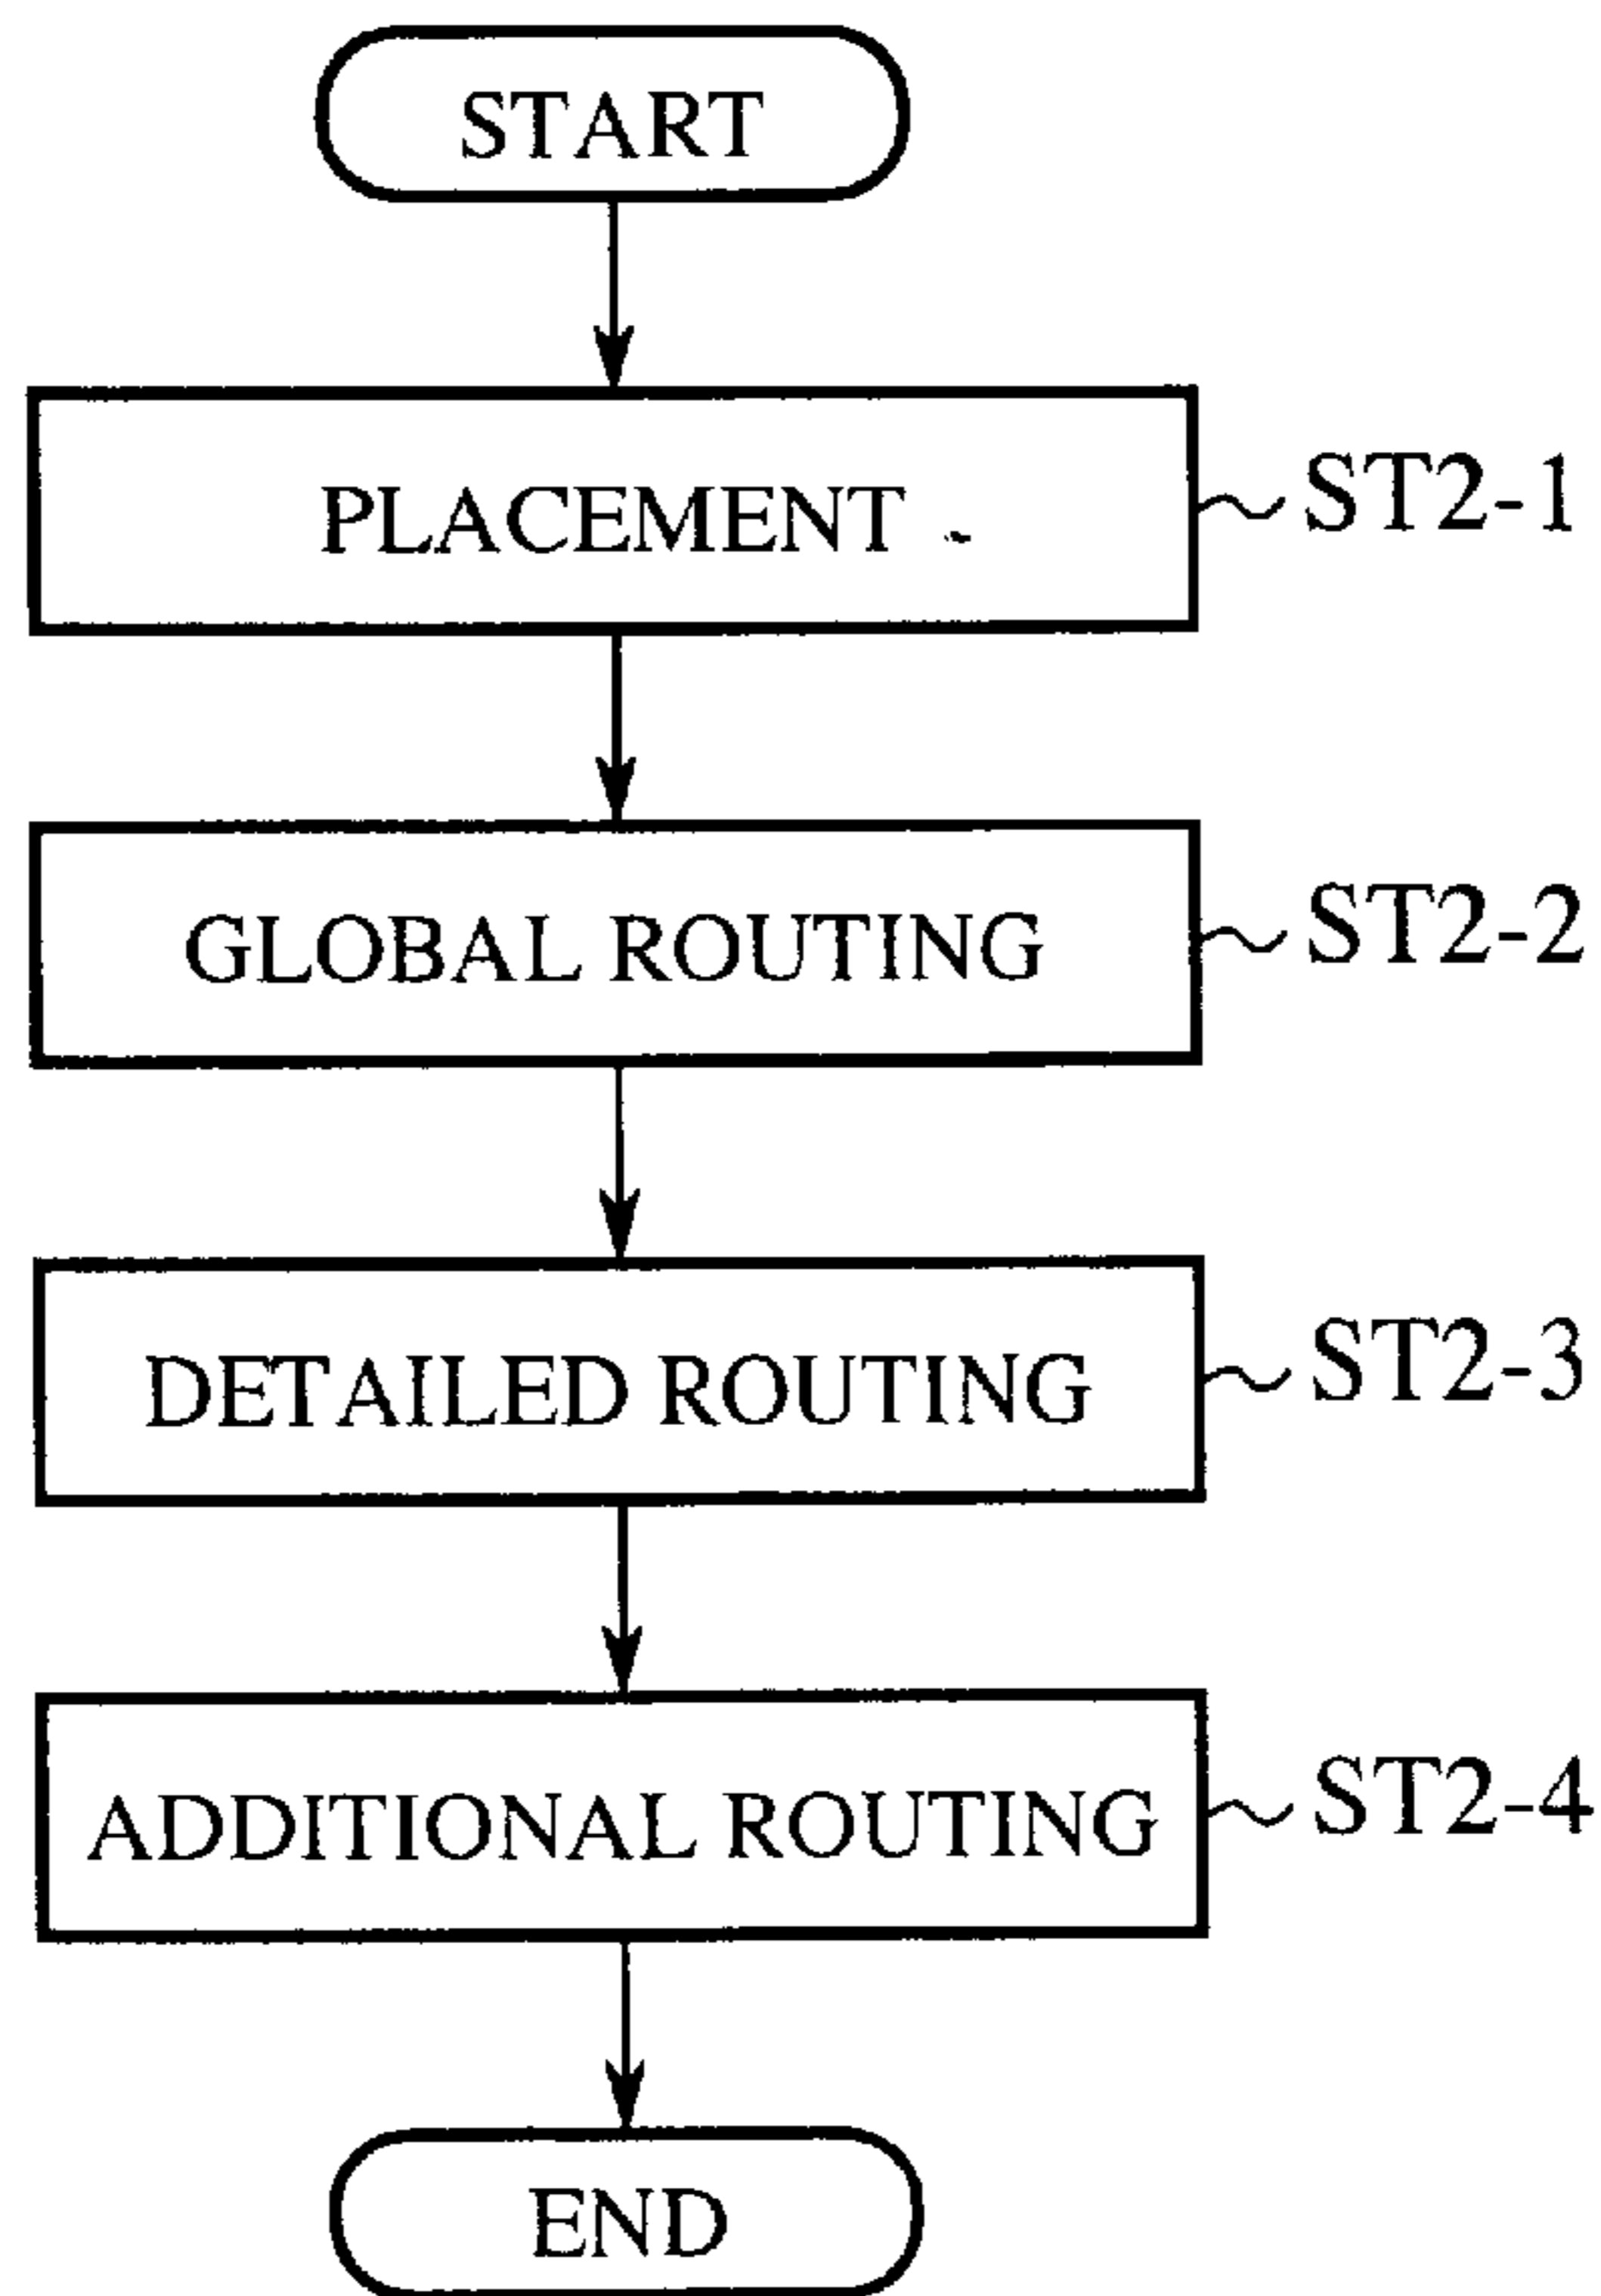 START
PLACEMENT
ST2-1
GLOBAL ROUTING
ST2-2
DETAILED ROUTING
ST2-3
ADDITIONAL ROUTING
ST2-4
END